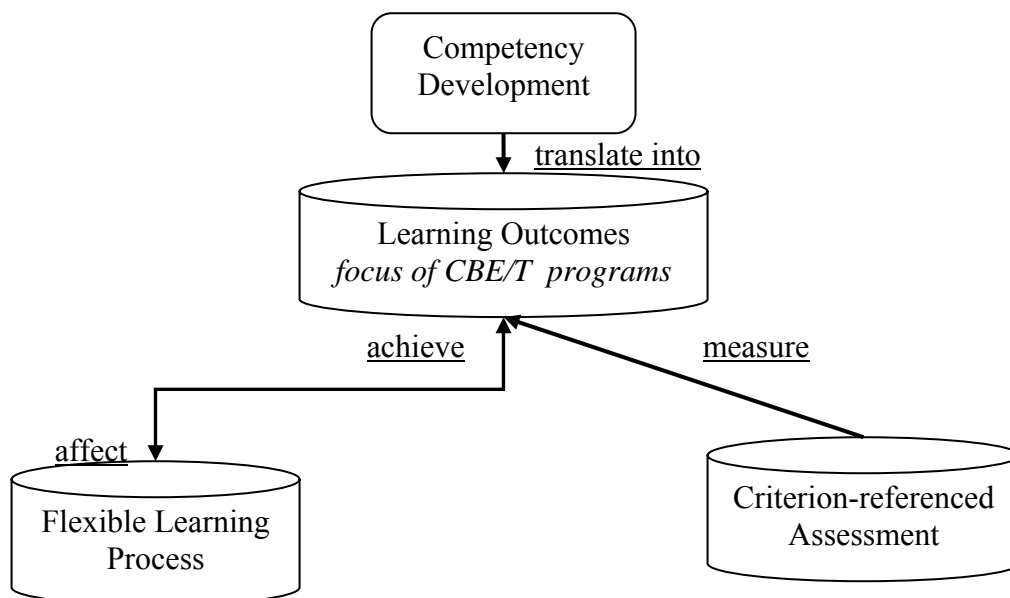 Competency
Development
translate into
Learning Outcomes
focus of CBE/T programs
achieve
measure
affect
Flexible Learning
Process
Criterion-referenced
Assessment